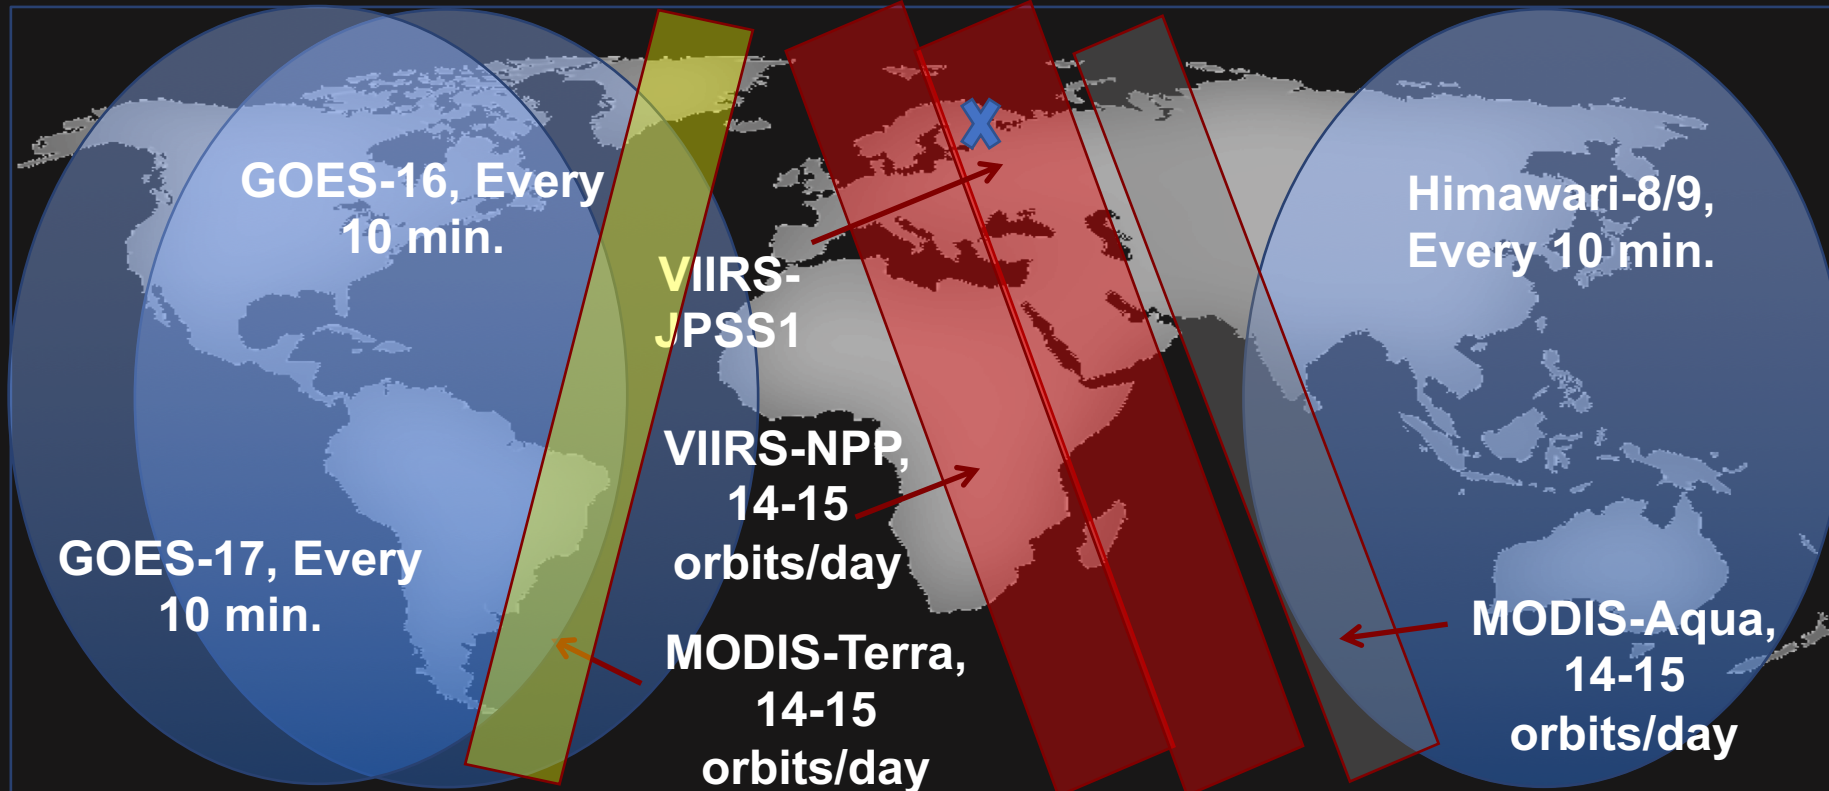 GOES-16, Every
10 min.
GOES-17, Every
10 min.
VIIRS-
JPSS1
VIIRS-NPP,
14-15
orbits/day
MODIS-Terra,
14-15
orbits/day
Himawari-8/9,
Every 10 min.
MODIS-Aqua,
14-15
orbits/day